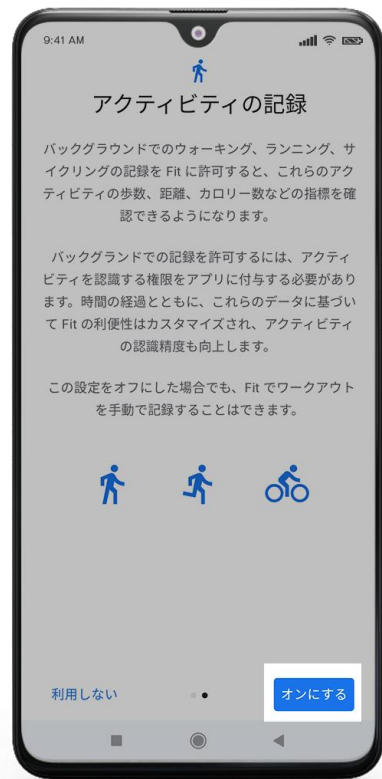 9:41 AM
アクティビティの記録
バックグラウンドでのウォーキング、ランニング、サ
イクリングの記録を Fit に許可すると、これらのアク
ティビティの歩数、距離、カロリー数などの指標を確
認できるようになります。
バックグランドでの記録を許可するには、アクティ
ビティを認識する権限をアプリに付与する必要があり
ます。時間の経過とともに、これらのデータに基づい
て Fit の利便性はカスタマイズされ、アクティビティ
の認識精度も向上します。
この設定をオフにした場合でも、Fit でワークアウト
を手動で記録することはできます。
利用しない
オンにする